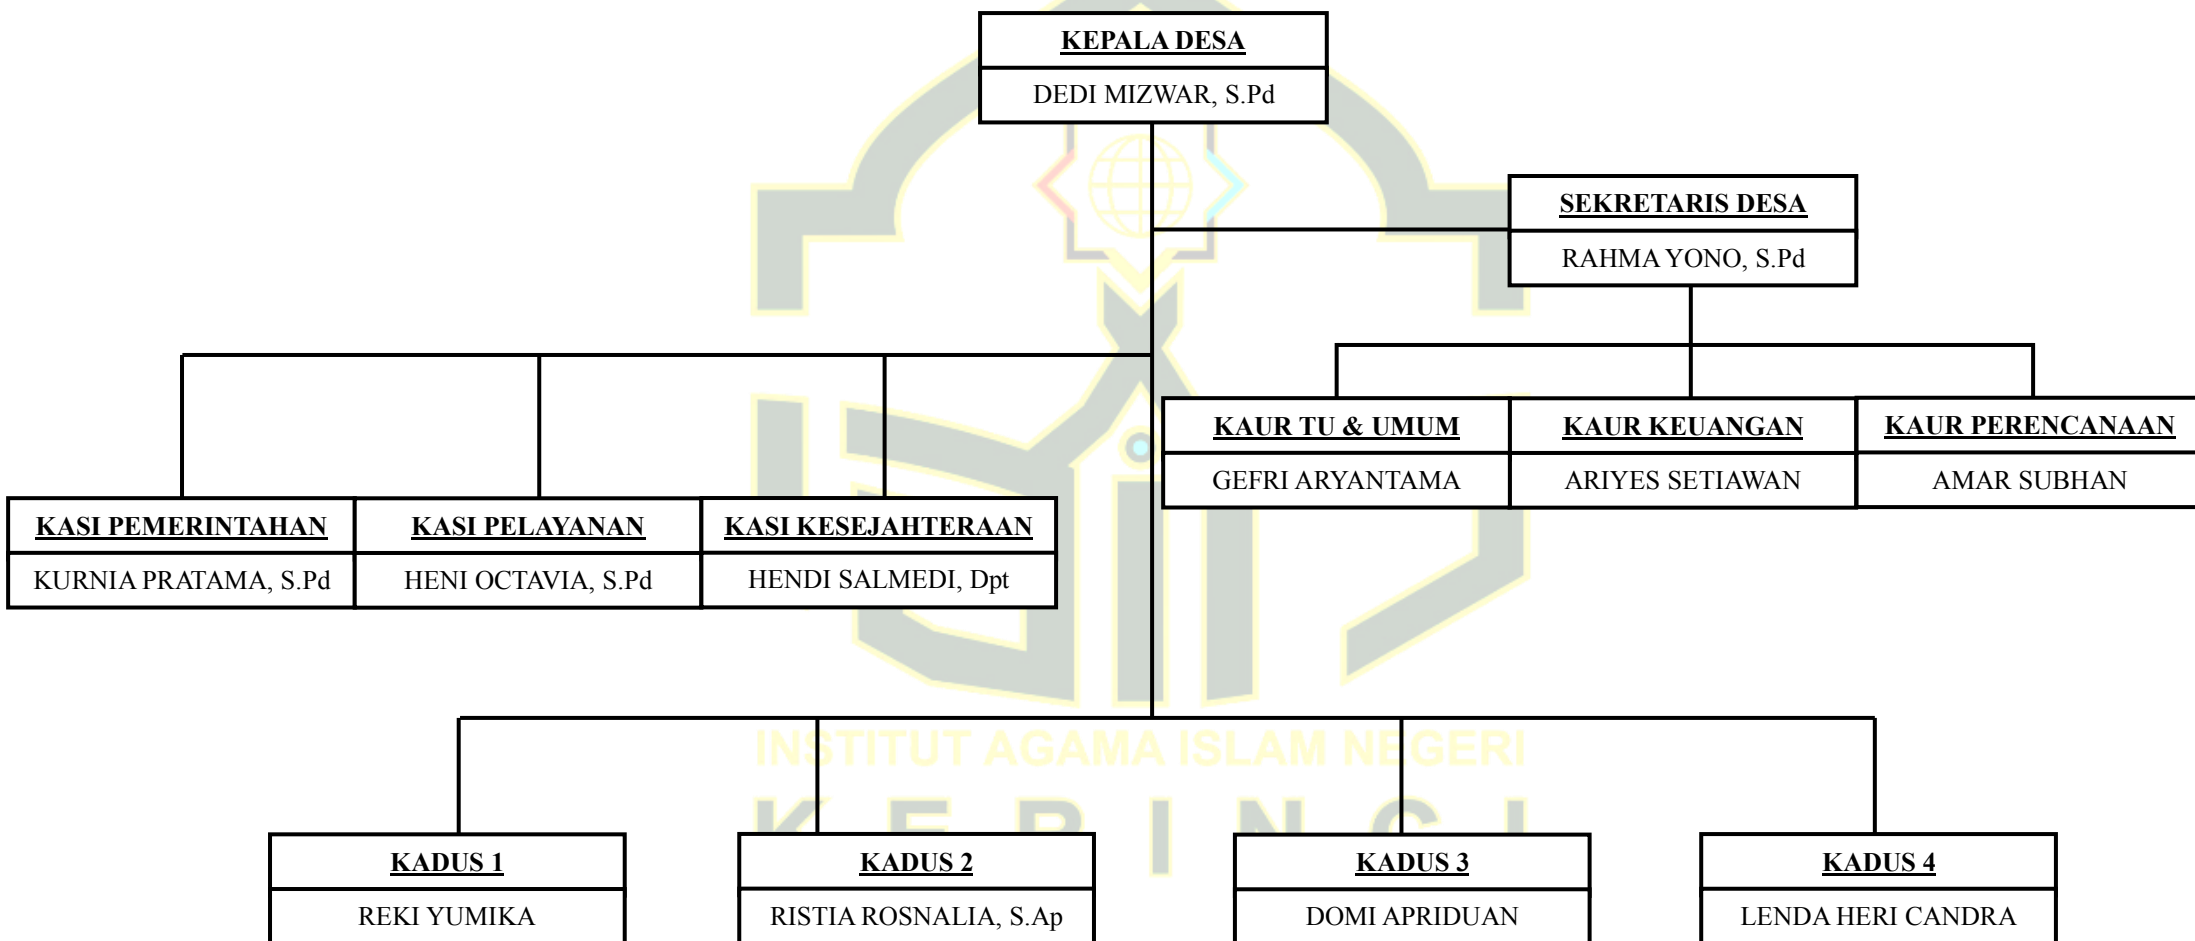 KEPALA DESA
DEDI MIZWAR, S.Pd
SEKRETARIS DESA
RAHMA YONO, S.Pd
KAUR TU & UMUM
GEFRI ARYANTAMA
KAUR KEUANGAN
ARIYES SETIAWAN
KAUR PERENCANAAN
AMAR SUBHAN
KASI PEMERINTAHAN
KURNIA PRATAMA, S.Pd
KASI PELAYANAN
HENI OCTAVIA, S.Pd
KASI KESEJAHTERAAN
HENDI SALMEDI, Dpt
INSTITUT AGAMA ISLAM NEGERI
KERINCI
KADUS 1
REKI YUMIKA
KADUS 2
RISTIA ROSNALIA, S.Ap
KADUS 3
DOMI APRIDUAN
KADUS 4
LENDA HERI CANDRA